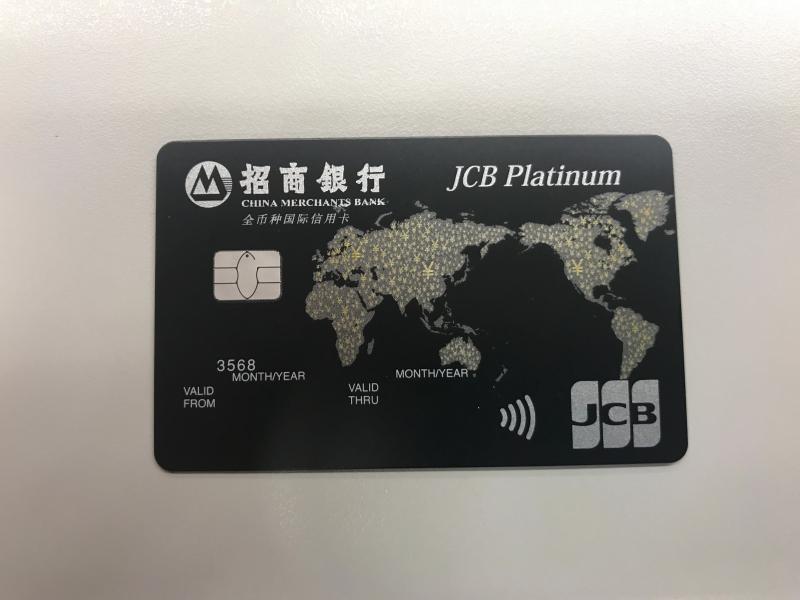 招商銀行
JCB Platinum
CHINA MERCHANTS BANK
全币种国际信用卡
3568
MONTH/YEAR
MONTH/YEAR
VALID
FROM
VALID
THRU
JCB